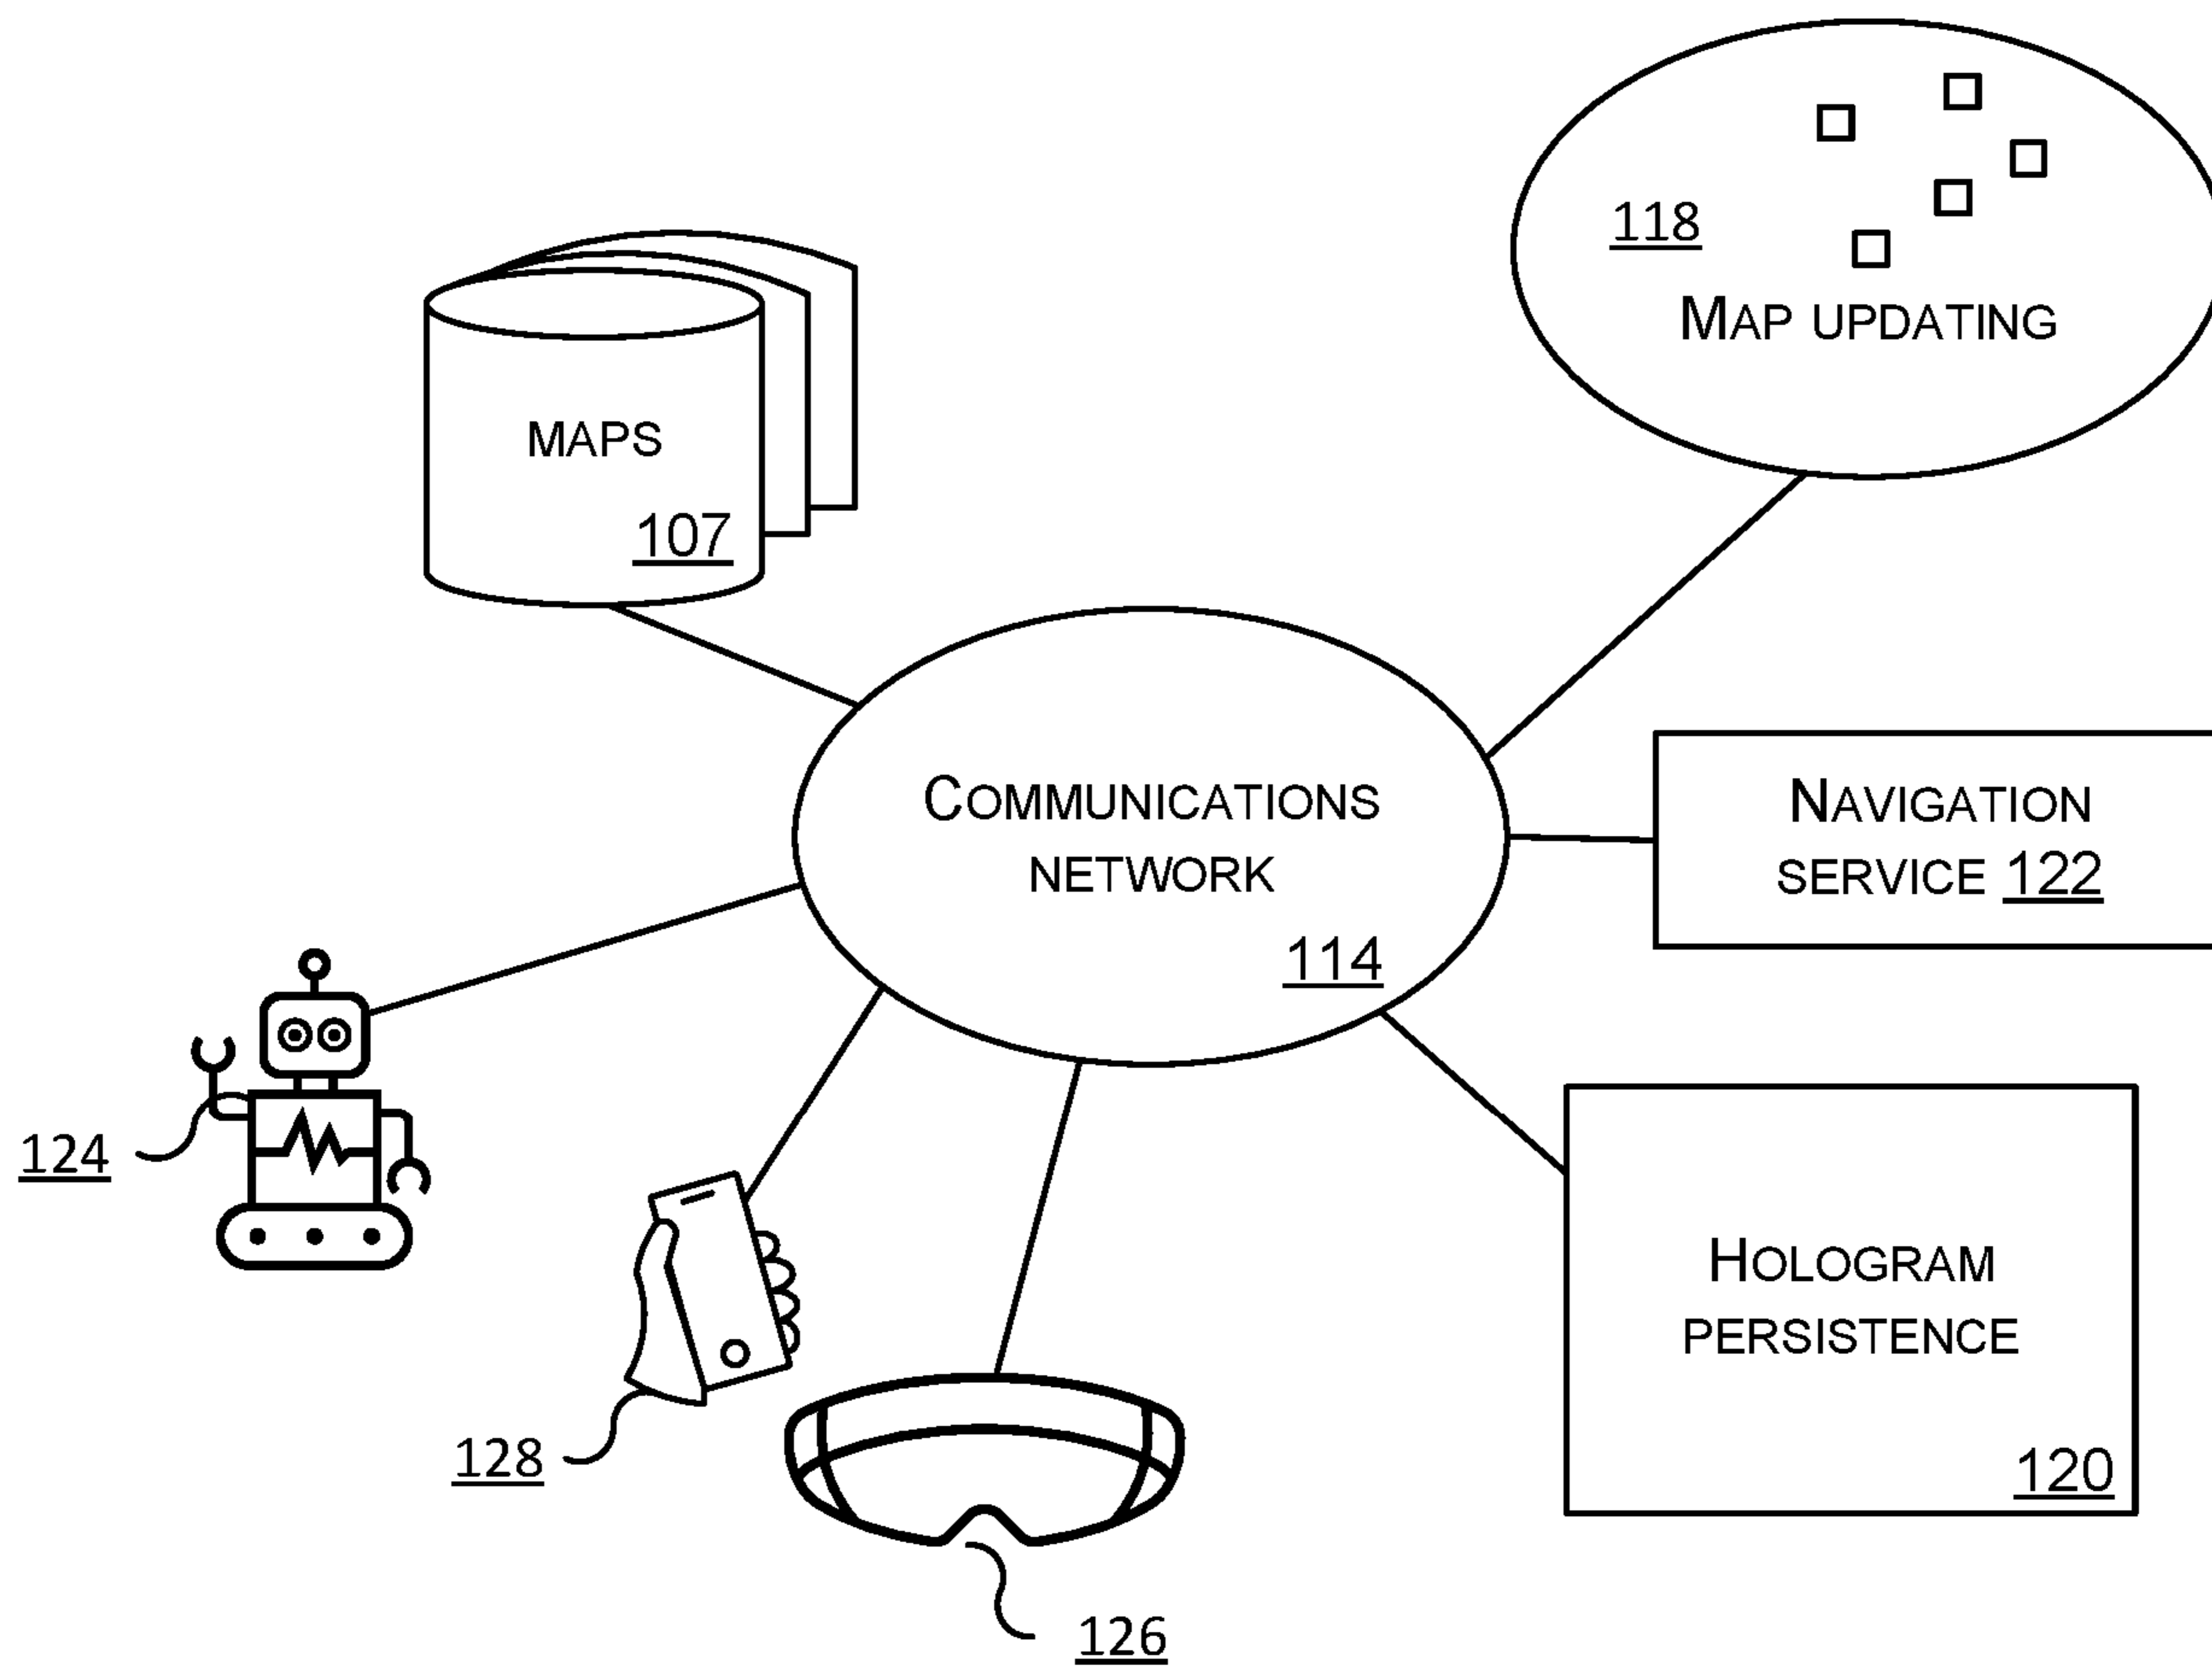 118
MAP UPDATING
MAPS
107
COMMUNICATIONS
NETWORK
114
NAVIGATION
SERVICE 122
124
HOLOGRAM
PERSISTENCE
120
128
126